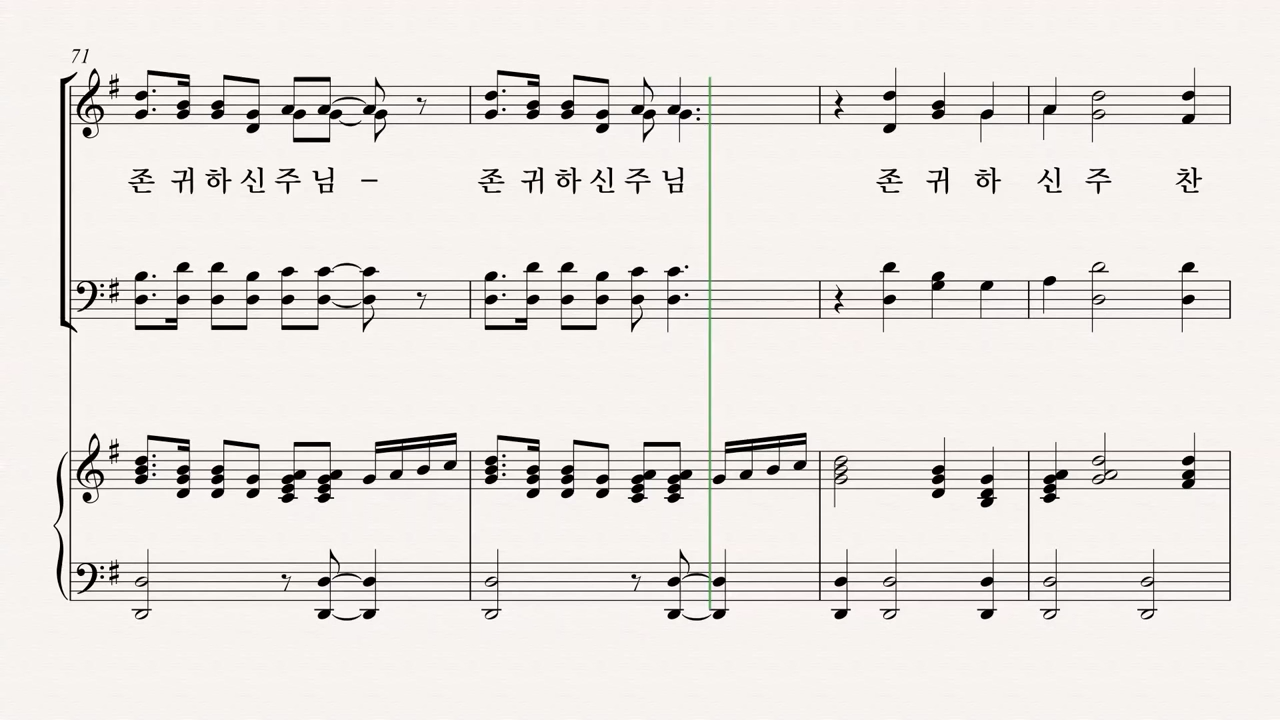 71
존 귀 하 신 주 님 – 존 귀 하 신 주 님 존 귀 하 신 주 찬